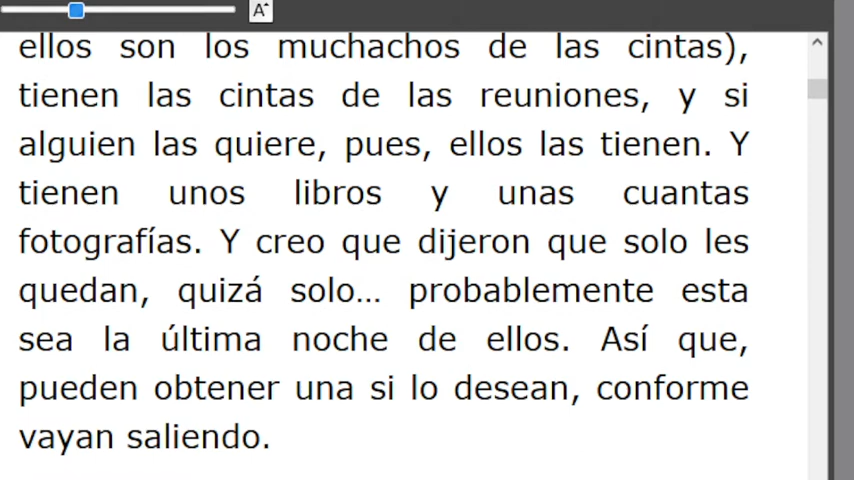 A
ellos son los muchachos de las cintas),
tienen las cintas de las reuniones, y si
alguien las quiere, pues, ellos las tienen. Y
tienen unos libros y unas cuantas
fotografías. Y creo que dijeron que solo les
quedan, quizá solo... probablemente esta
sea la última noche de ellos. Así que,
pueden obtener una si lo desean, conforme
vayan saliendo.